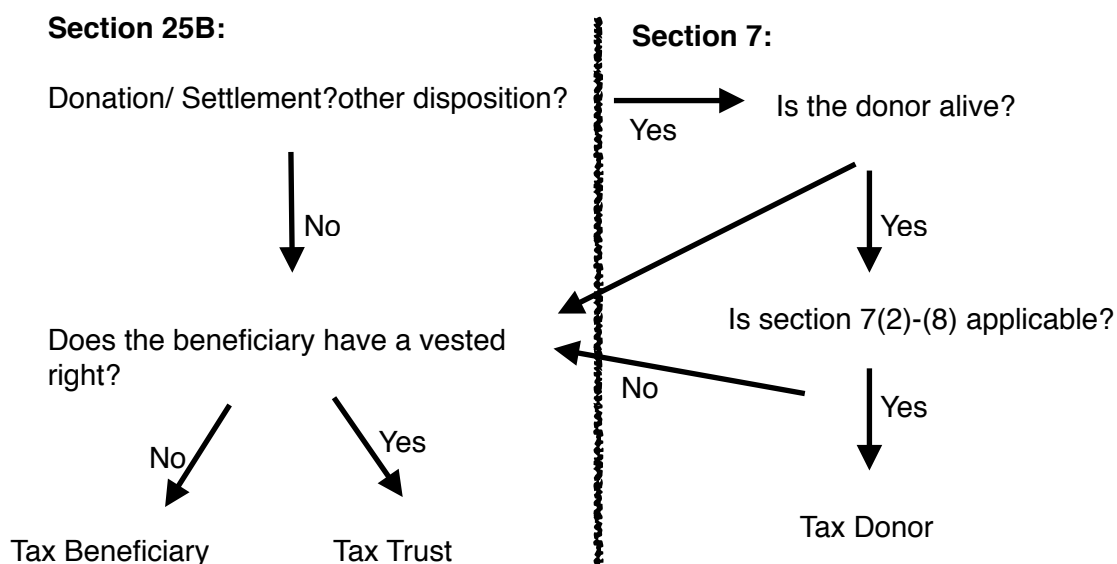 Section 25B:
Section 7:
Donation/ Settlement?other disposition?
Yes
Is the donor alive?
No
Yes
Is section 7(2)-(8) applicable?
Does the beneficiary have a vested
right?
No
Yes
No
Yes
Tax Donor
Tax Beneficiary
Tax Trust